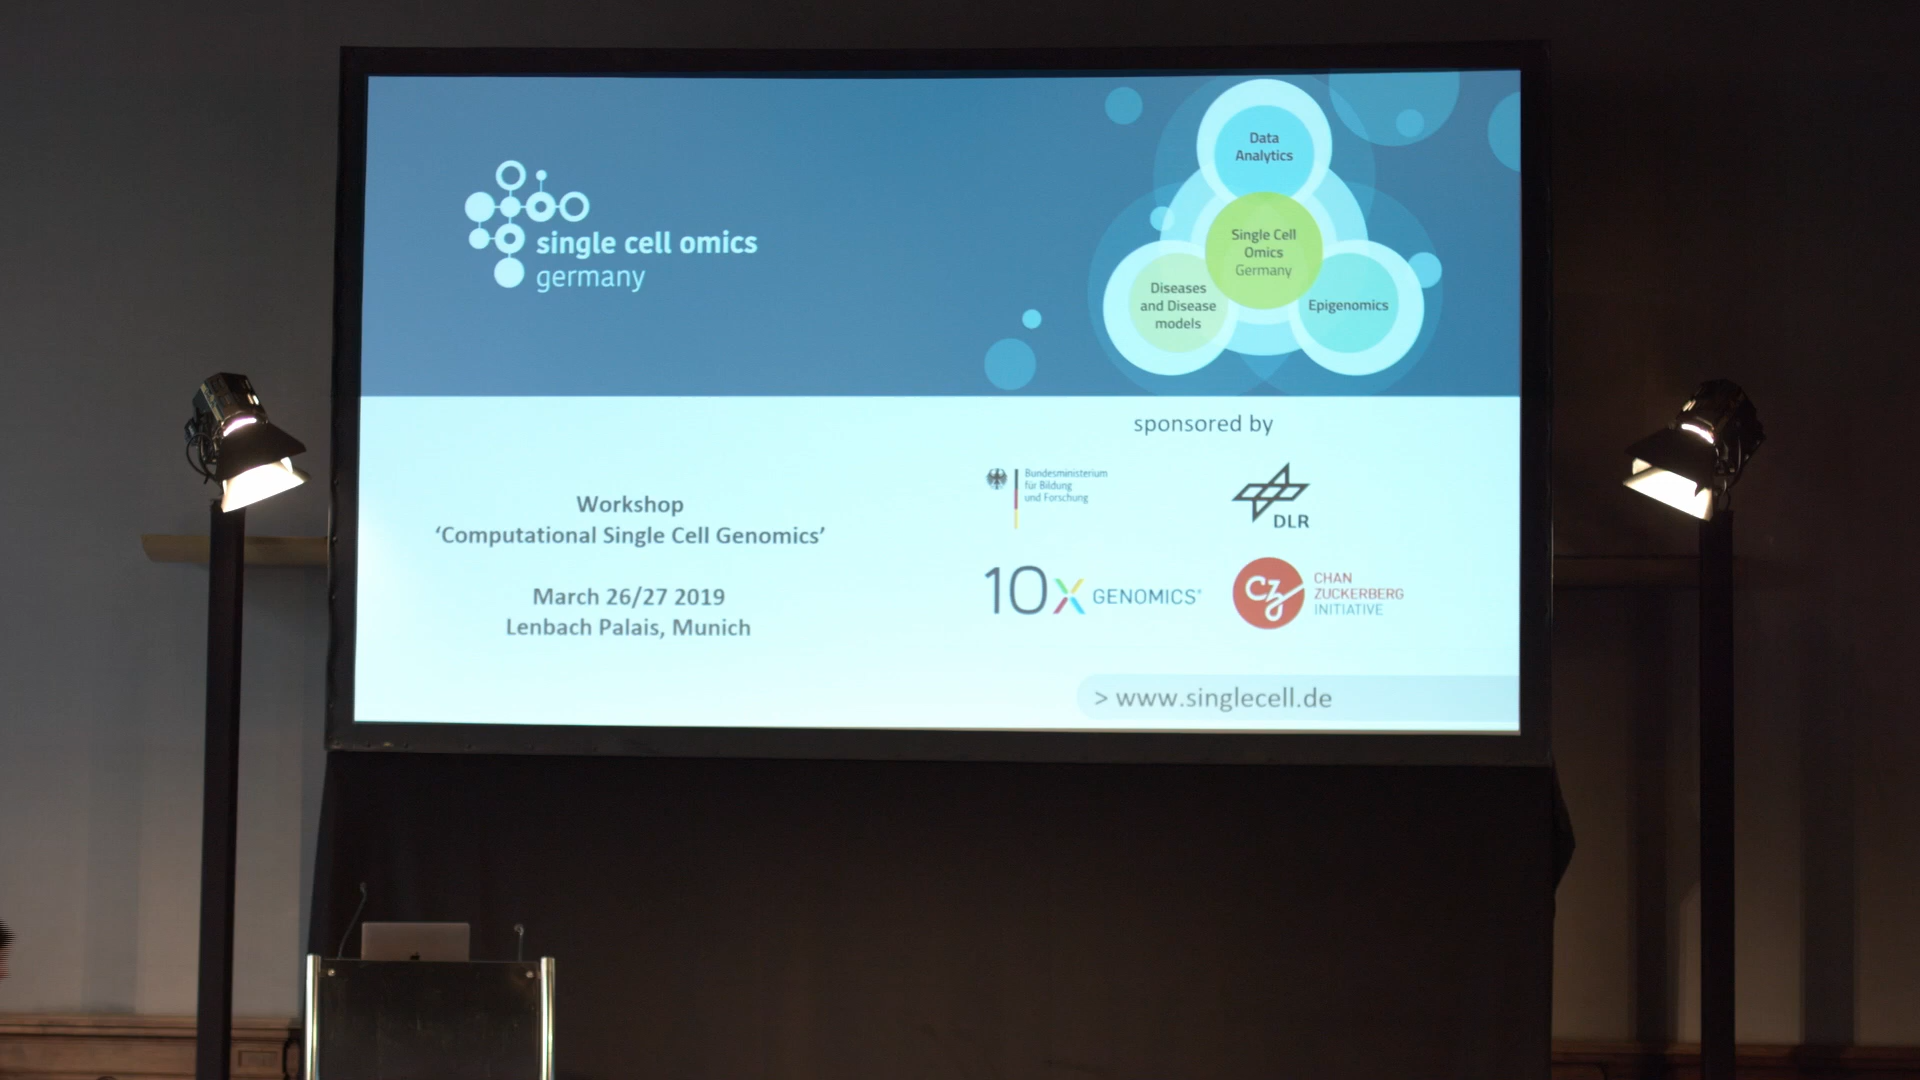 single cell omics
germany
Data
Analytics
Single Cell
Omics
Germany
Diseases
and Disease
models
Epigenomics
sponsored by
Bundesministerium
für Bildung
und Forschung
DLR
Workshop
‘Computational Single Cell Genomics’
March 26/27 2019
Lenbach Palais, Munich
10X GENOMICS®
CZ
CHAN
ZUCKERBERG
INITIATIVE
> www.singlecell.de